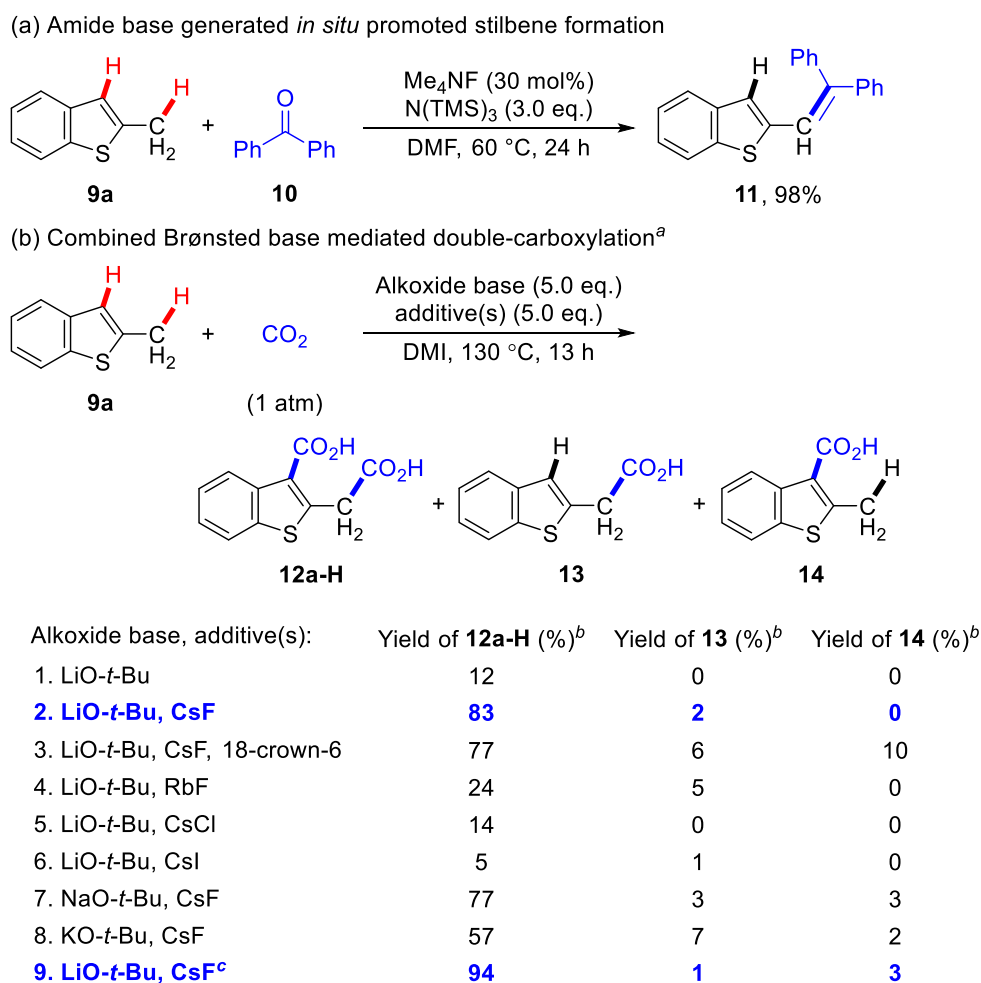 (a) Amide base generated in situ promoted stilbene formation
H
H
S
C
H2
9a
+
O
Ph
Ph
10
Me4NF (30 mol%)
N(TMS)3 (3.0 eq.)
DMF, 60 °C, 24 h
H
Ph
Ph
S
C
H
11, 98%
(b) Combined Brønsted base mediated double-carboxylationa
H
H
S
C
H2
9a
+
CO2
(1 atm)
Alkoxide base (5.0 eq.)
additive(s) (5.0 eq.)
DMI, 130 °C, 13 h
CO2H
CO2H
S
C
H2
12a-H
+
H
CO2H
S
C
H2
13
+
CO2H
H
S
C
H2
14
Alkoxide base, additive(s): Yield of 12a-H (%)b Yield of 13 (%)b Yield of 14 (%)b
1. LiO-t-Bu 12 0 0
2. LiO-t-Bu, CsF 83 2 0
3. LiO-t-Bu, CsF, 18-crown-6 77 6 10
4. LiO-t-Bu, RbF 24 5 0
5. LiO-t-Bu, CsCl 14 0 0
6. LiO-t-Bu, CsI 5 1 0
7. NaO-t-Bu, CsF 77 3 3
8. KO-t-Bu, CsF 57 7 2
9. LiO-t-Bu, CsFc 94 1 3